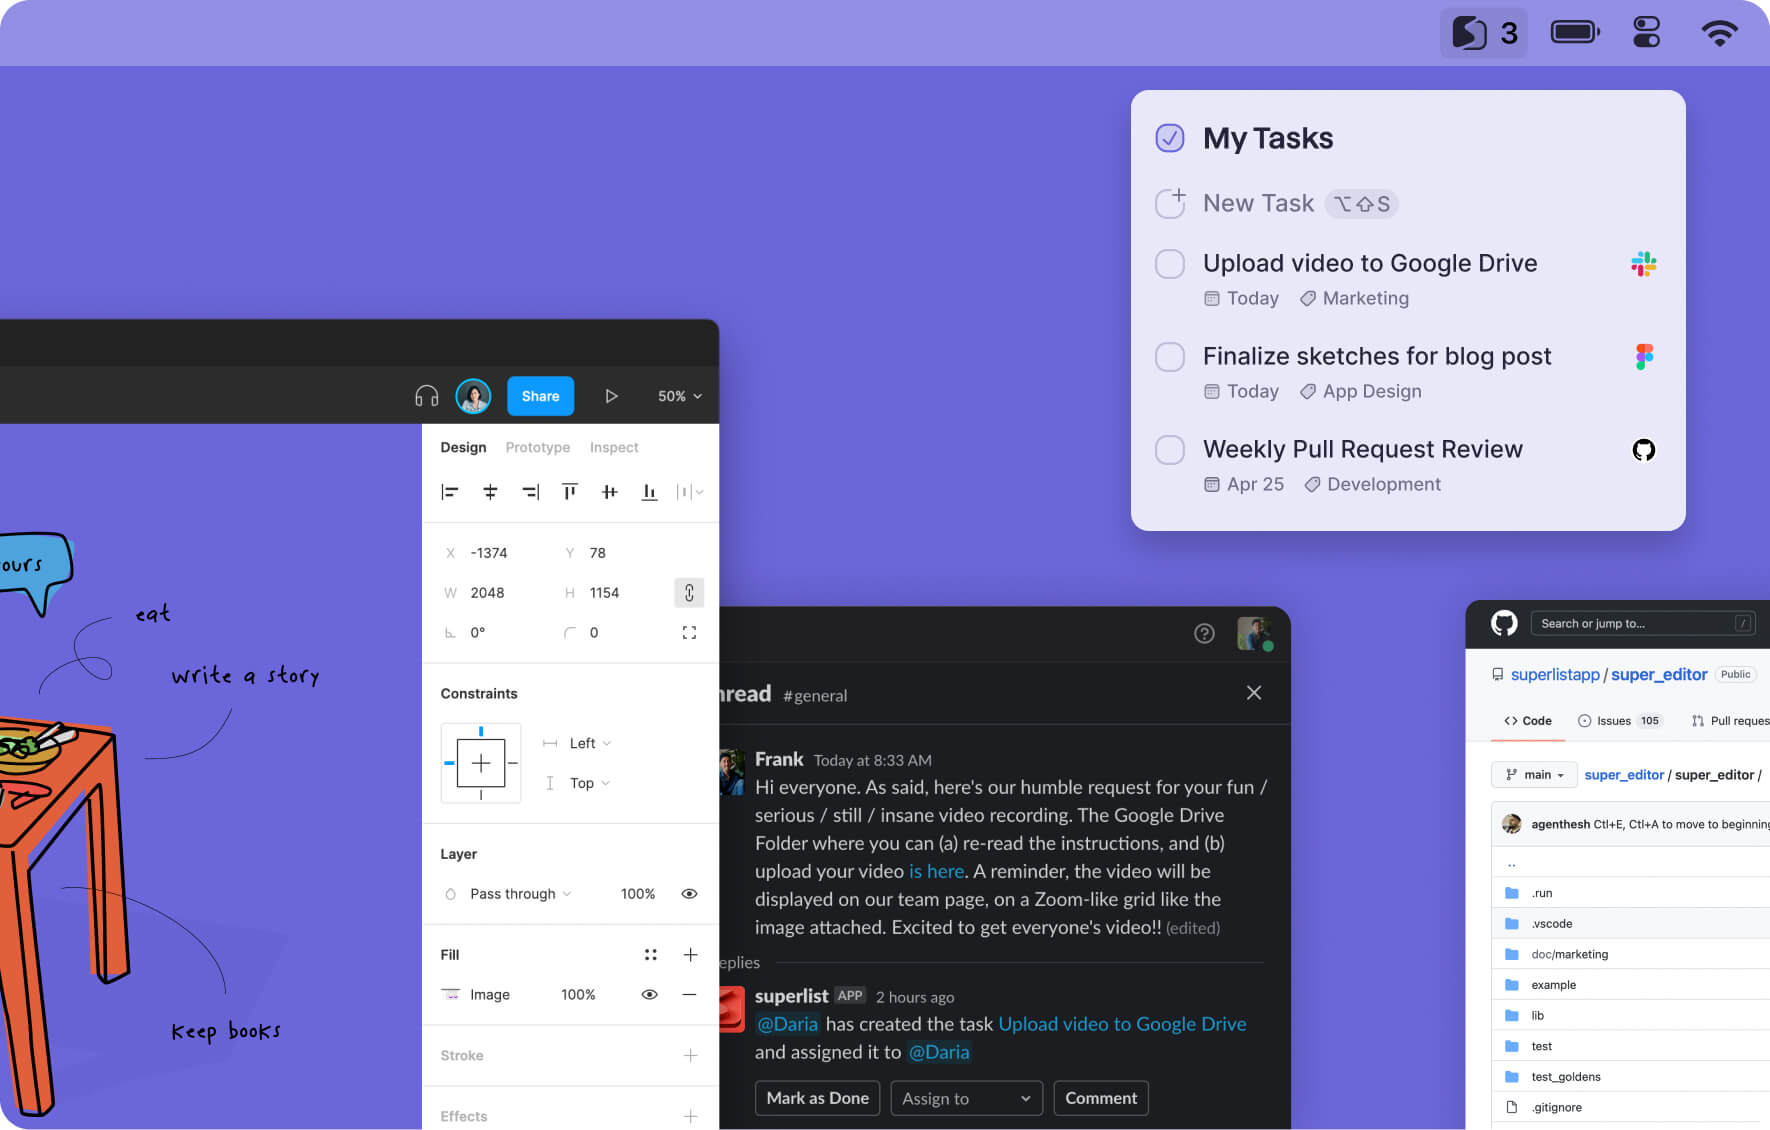 3
My Tasks
New Task ⌥⇧S
Upload video to Google Drive
Today Marketing
Finalize sketches for blog post
Today App Design
Weekly Pull Request Review
Apr 25 Development
Share 50%
Design Prototype Inspect
X -1374 Y 78
W 2048 H 1154
0° 0
Constraints
Left
Top
Layer
Pass through 100%
Fill
Image 100%
Stroke
Effects
ours
eat
write a story
Keep books
hread #general
Frank Today at 8:33 AM
Hi everyone. As said, here's our humble request for your fun /
serious / still / insane video recording. The Google Drive
Folder where you can (a) re-read the instructions, and (b)
upload your video is here. A reminder, the video will be
displayed on our team page, on a Zoom-like grid like the
image attached. Excited to get everyone's video!! (edited)
eplies
superlist APP 2 hours ago
@Daria has created the task Upload video to Google Drive
and assigned it to @Daria
Mark as Done Assign to Comment
Search or jump to... /
superlistapp / super_editor Public
Code Issues 105 Pull reques
main super_editor / super_editor /
agenthesh Ctl+E, Ctl+A to move to beginning
..
.run
.vscode
doc/marketing
example
lib
test
test_goldens
.gitignore